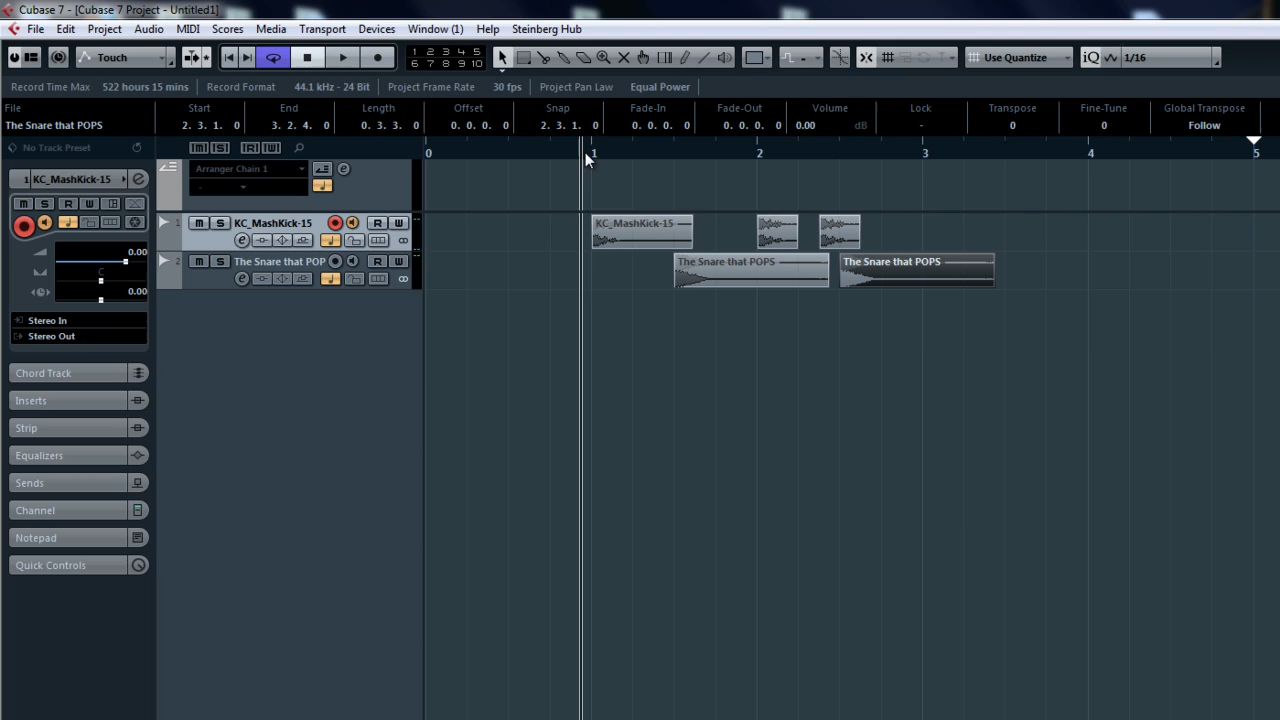 Cubase 7 - [Cubase 7 Project - Untitled1]
File Edit Project Audio MIDI Scores Media Transport Devices Window (1) Help Steinberg Hub
Touch 1 2 3 4 5 Use Quantize iQ 1/16
6 7 8 9 10
Record Time Max 522 hours 15 mins Record Format 44.1 kHz - 24 Bit Project Frame Rate 30 fps Project Pan Law Equal Power
File Start End Length Offset Snap Fade-In Fade-Out Volume Lock Transpose Fine-Tune Global Transpose
The Snare that POPS 2. 3. 1. 0 3. 2. 4. 0 0. 3. 3. 0 0. 0. 0. 0 2. 3. 1. 0 0. 0. 0. 0 0. 0. 0. 0 0.00 dB - 0 0 Follow
No Track Preset [M] [S] [R] [W] 0 1 2 3 4 5
Arranger Chain 1
-
1 KC_MashKick-15 e
M S R W
1 M S KC_MashKick-15 R W KC_MashKick-15
e
2 M S The Snare that POP R W The Snare that POPS The Snare that POPS
e
0.00
C
0.00
Stereo In
Stereo Out
Chord Track
Inserts
Strip
Equalizers
Sends
Channel
Notepad
Quick Controls